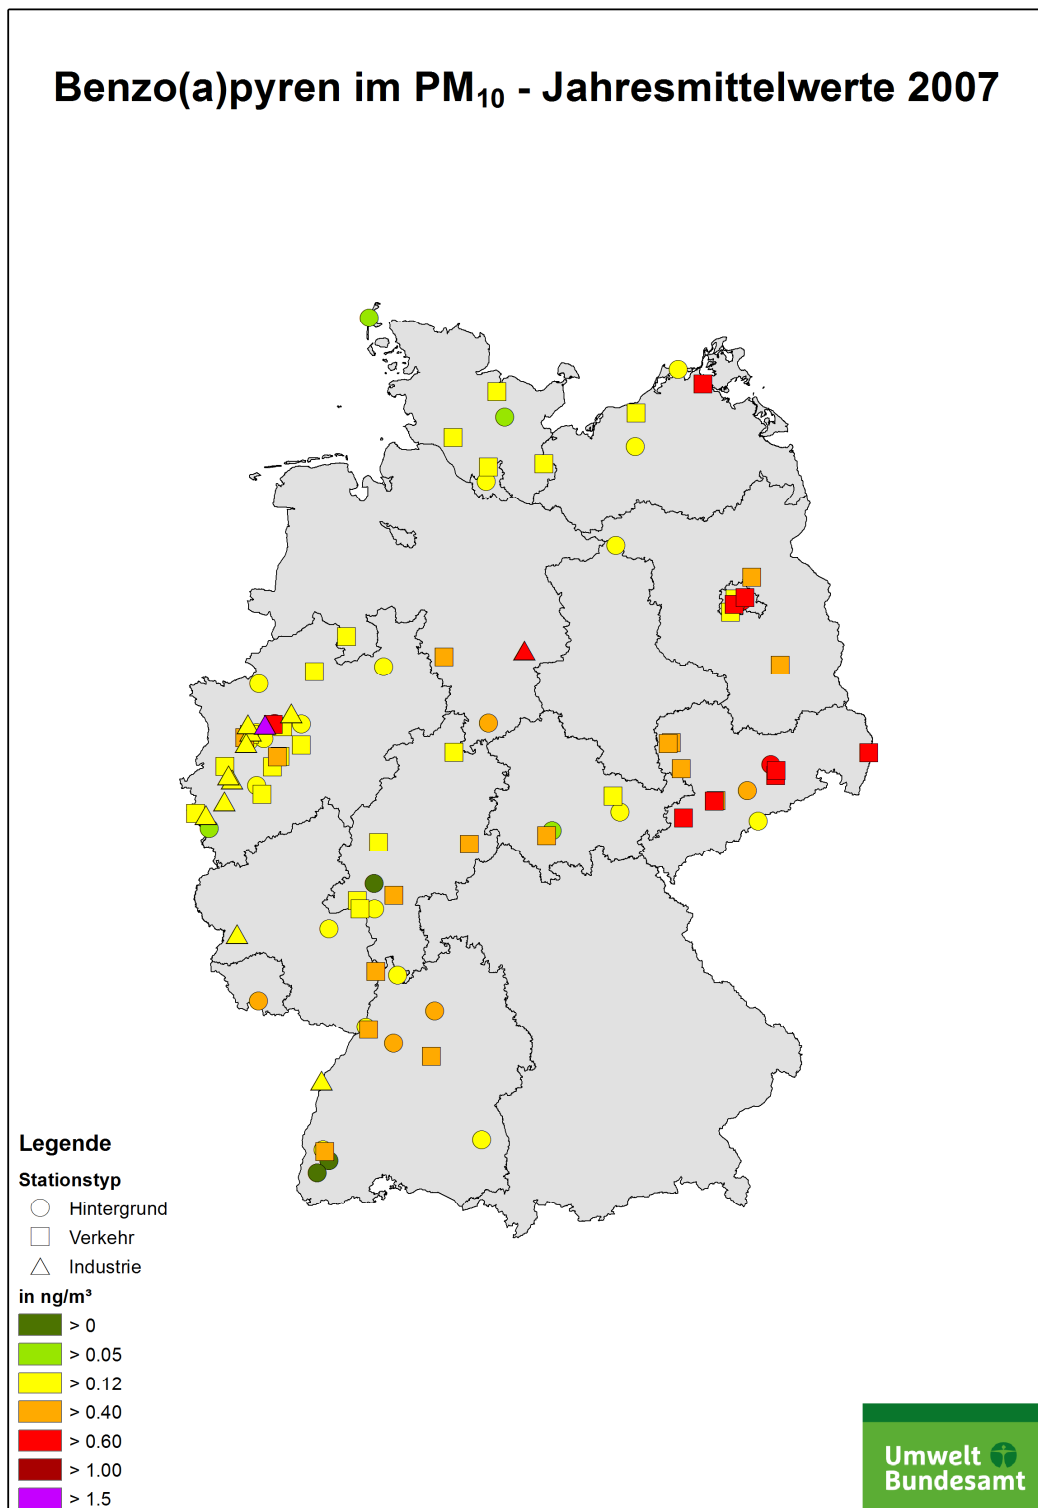 Benzo(a)pyren im PM₁₀ - Jahresmittelwerte 2007
Legende
Stationstyp
Hintergrund
Verkehr
Industrie
in ng/m³
> 0
> 0.05
> 0.12
> 0.40
> 0.60
> 1.00
> 1.5
Umwelt
Bundesamt